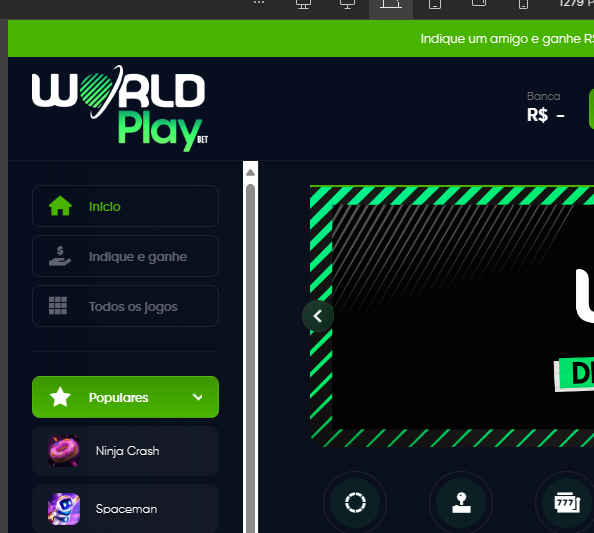 1279
Indique um amigo e ganhe R$
WORLD
Play BET
Banca
R$ -
Início
Indique e ganhe
Todos os jogos
Populares
Ninja Crash
Spaceman
777